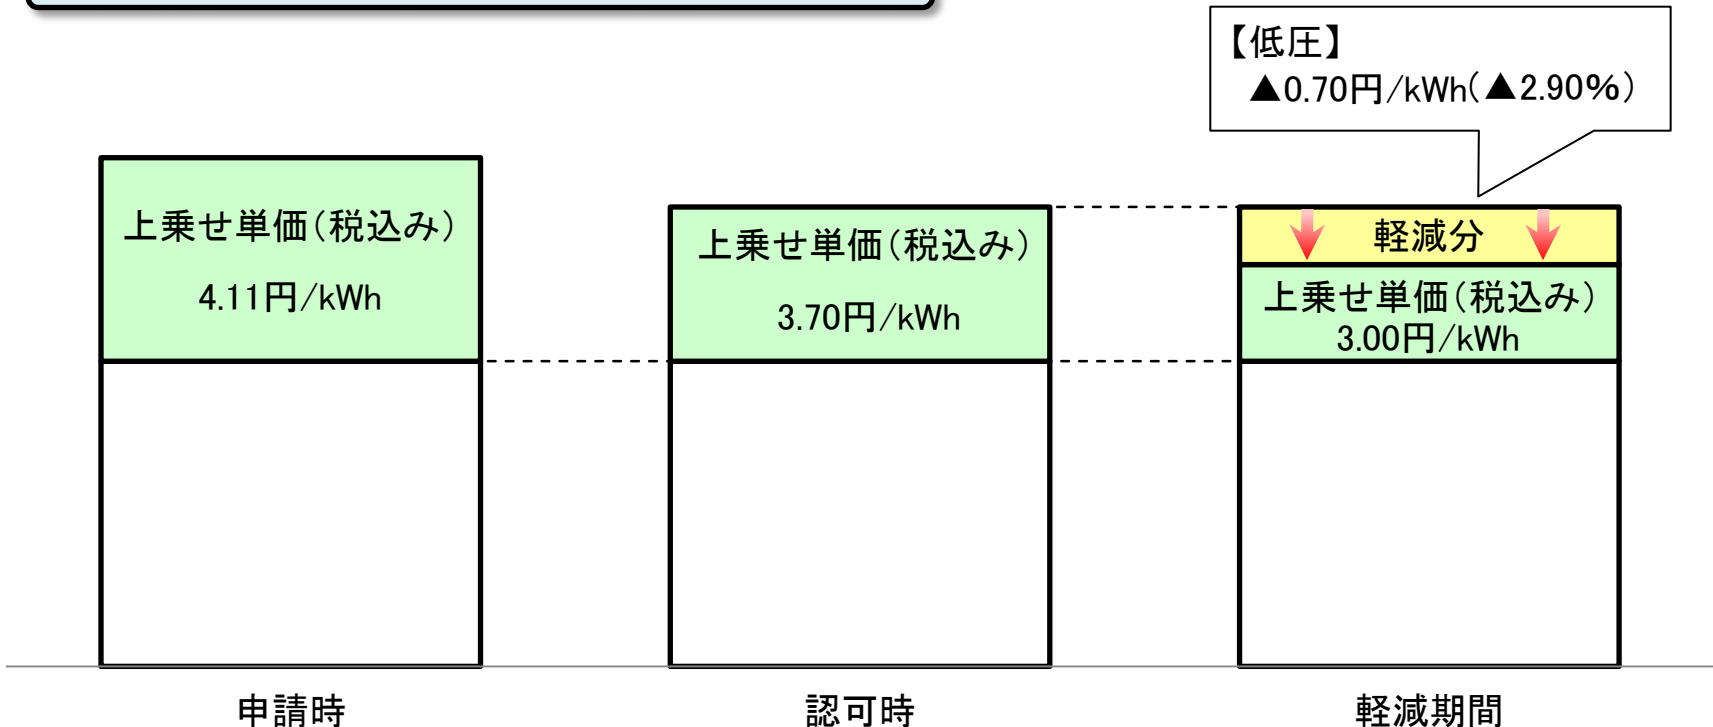 【低圧】
▲0.70円/kWh(▲2.90%)
上乗せ単価(税込み)
4.11円/kWh
上乗せ単価(税込み)
3.70円/kWh
軽減分
上乗せ単価(税込み)
3.00円/kWh
申請時
認可時
軽減期間